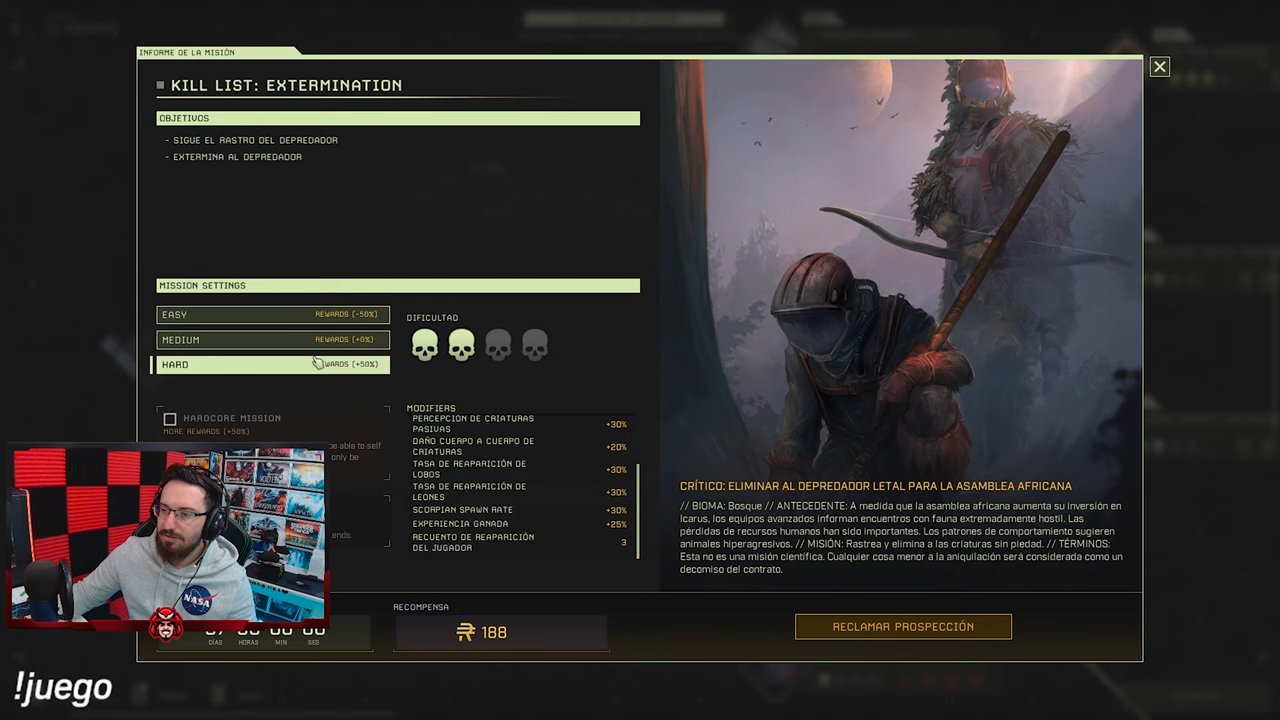 INFORME DE LA MISIÓN
KILL LIST: EXTERMINATION
OBJETIVOS
- SIGUE EL RASTRO DEL DEPREDADOR
- EXTERMINA AL DEPREDADOR
MISSION SETTINGS
EASY REWARDS (-50%)
MEDIUM REWARDS (+0%)
HARD WARDS (+50%)
DIFICULTAD
HARDCORE MISSION
MORE REWARDS (+50%)
be able to self
only be
ends.
MODIFIERS
PERCEPCIÓN DE CRIATURAS
PASIVAS +30%
DAÑO CUERPO A CUERPO DE
CRIATURAS +20%
TASA DE REAPARICIÓN DE
LOBOS +30%
TASA DE REAPARICIÓN DE
LEONES +30%
SCORPIAN SPAWN RATE +30%
EXPERIENCIA GANADA +25%
RECUENTO DE REAPARICIÓN
DEL JUGADOR 3
CRÍTICO: ELIMINAR AL DEPREDADOR LETAL PARA LA ASAMBLEA AFRICANA
// BIOMA: Bosque // ANTECEDENTE: A medida que la asamblea africana aumenta su inversión en
Icarus, los equipos avanzados informan encuentros con fauna extremadamente hostil. Las
pérdidas de recursos humanos han sido importantes. Los patrones de comportamiento sugieren
animales hiperagresivos. // MISIÓN: Rastrea y elimina a las criaturas sin piedad. // TÉRMINOS:
Esta no es una misión científica. Cualquier cosa menor a la aniquilación será considerada como un
decomiso del contrato.
DÍAS HORAS MIN SEG
RECOMPENSA
188
RECLAMAR PROSPECCIÓN
NASA
!juego